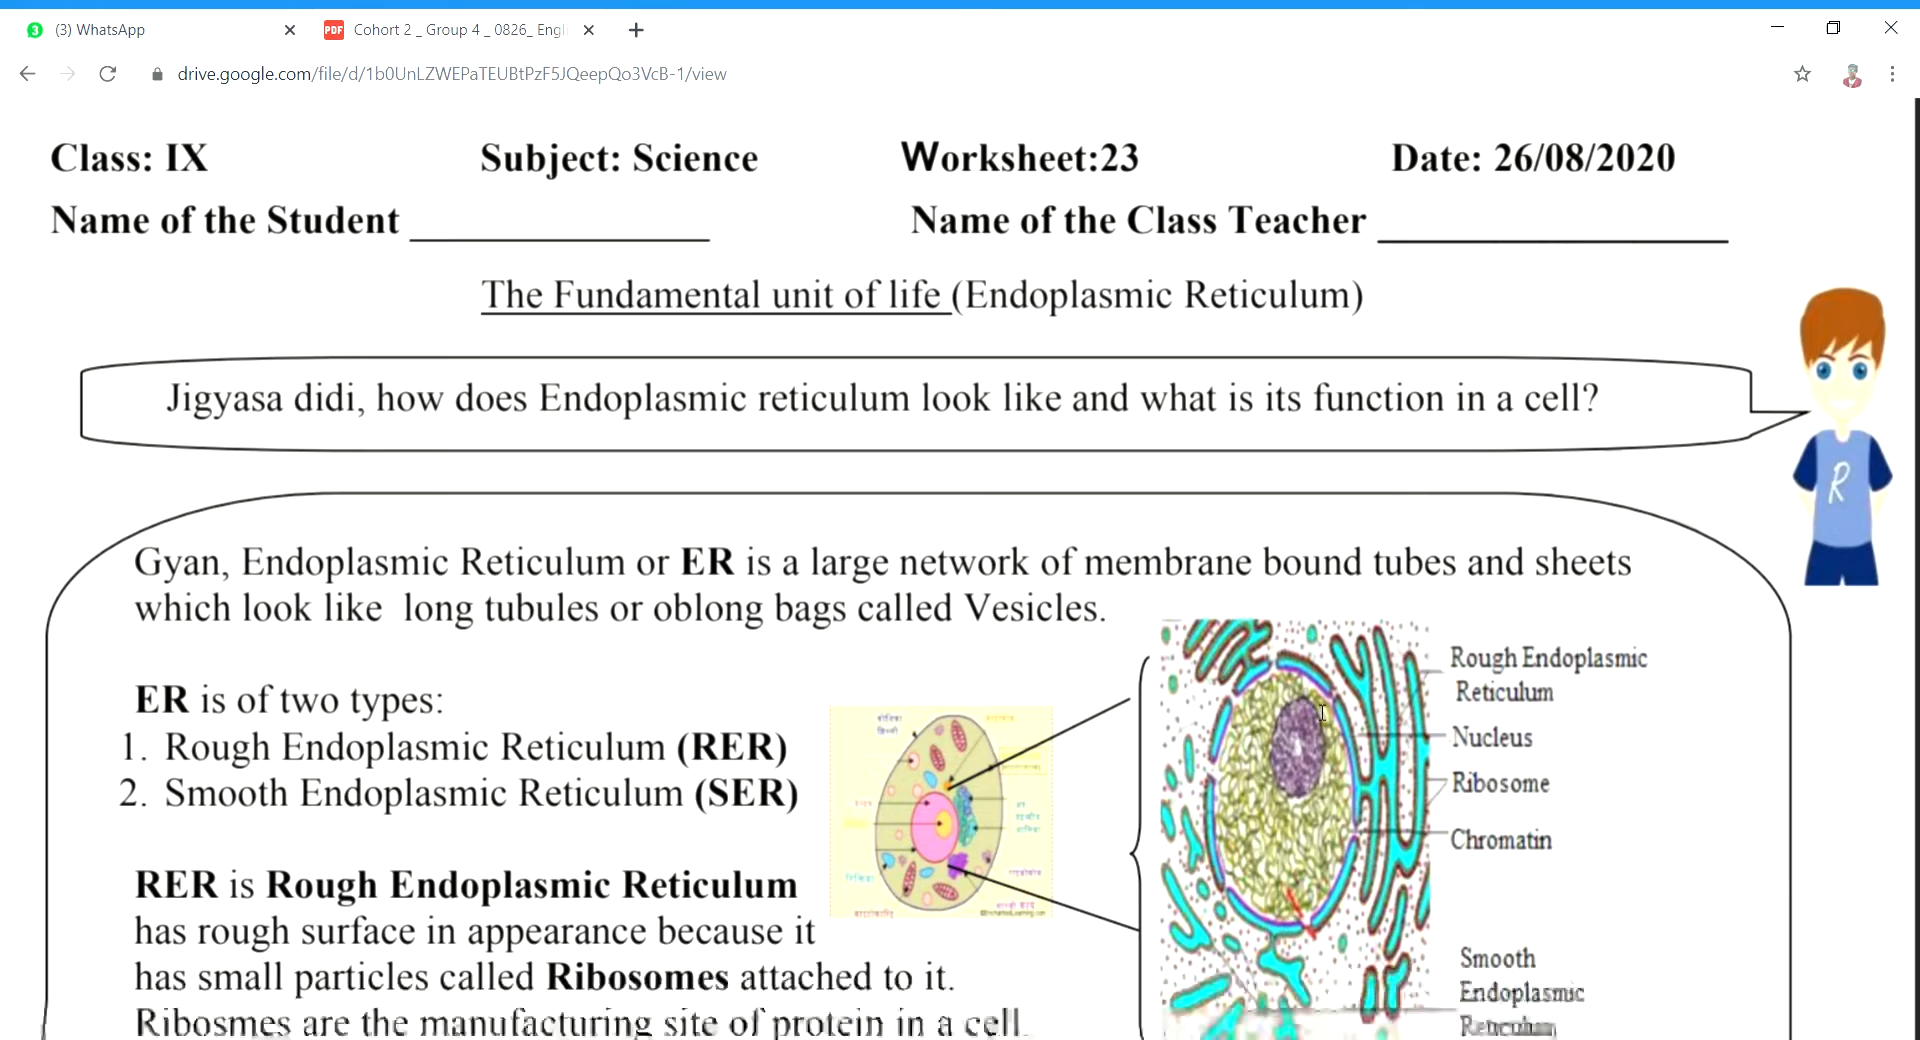 (3) WhatsApp
Cohort 2 _ Group 4 _ 0826_ Engl
drive.google.com/file/d/1b0UnLZWEPaTEUBtPzF5JQeepQo3VcB-1/view
Class: IX Subject: Science Worksheet:23 Date: 26/08/2020
Name of the Student Name of the Class Teacher
The Fundamental unit of life (Endoplasmic Reticulum)
Jigyasa didi, how does Endoplasmic reticulum look like and what is its function in a cell?
R
Gyan, Endoplasmic Reticulum or ER is a large network of membrane bound tubes and sheets
which look like long tubules or oblong bags called Vesicles.
ER is of two types:
1. Rough Endoplasmic Reticulum (RER)
2. Smooth Endoplasmic Reticulum (SER)
RER is Rough Endoplasmic Reticulum
has rough surface in appearance because it
has small particles called Ribosomes attached to it.
Ribosmes are the manufacturing site of protein in a cell.
Rough Endoplasmic
Reticulum
Nucleus
Ribosome
Chromatin
Smooth
Endoplasmic
Reticulum